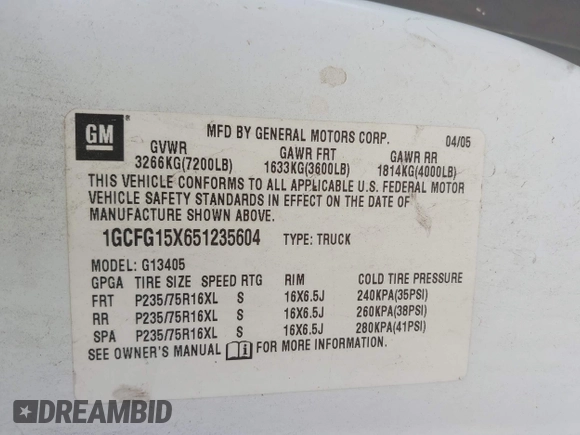 GM
MFD BY GENERAL MOTORS CORP. 04/05
GVWR GAWR FRT GAWR RR
3266KG(7200LB) 1633KG(3600LB) 1814KG(4000LB)
THIS VEHICLE CONFORMS TO ALL APPLICABLE U.S. FEDERAL MOTOR
VEHICLE SAFETY STANDARDS IN EFFECT ON THE DATE OF
MANUFACTURE SHOWN ABOVE.
1GCFG15X651235604 TYPE: TRUCK
MODEL: G13405
GPGA TIRE SIZE SPEED RTG RIM COLD TIRE PRESSURE
FRT P235/75R16XL S 16X6.5J 240KPA(35PSI)
RR P235/75R16XL S 16X6.5J 260KPA(38PSI)
SPA P235/75R16XL S 16X6.5J 280KPA(41PSI)
SEE OWNER'S MANUAL FOR MORE INFORMATION.
DREAMBID